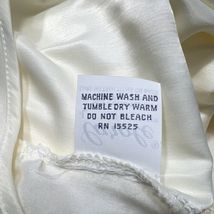 MACHINE WASH AND
TUMBLE DRY WARM
DO NOT BLEACH
RN 15525